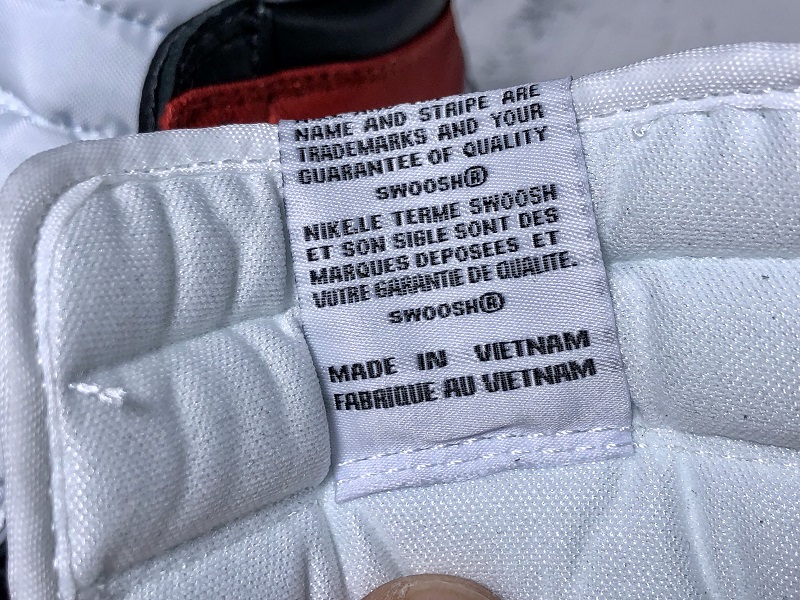 NAME AND STRIPE ARE
TRADEMARKS AND YOUR
GUARANTEE OF QUALITY
SWOOSH®
NIKE.LE TERME SWOOSH
ET SON SIGLE SONT DES
MARQUES DEPOSEES ET
VOTRE GARANTIE DE QUALITE.
SWOOSH®
MADE IN VIETNAM
FABRIQUE AU VIETNAM